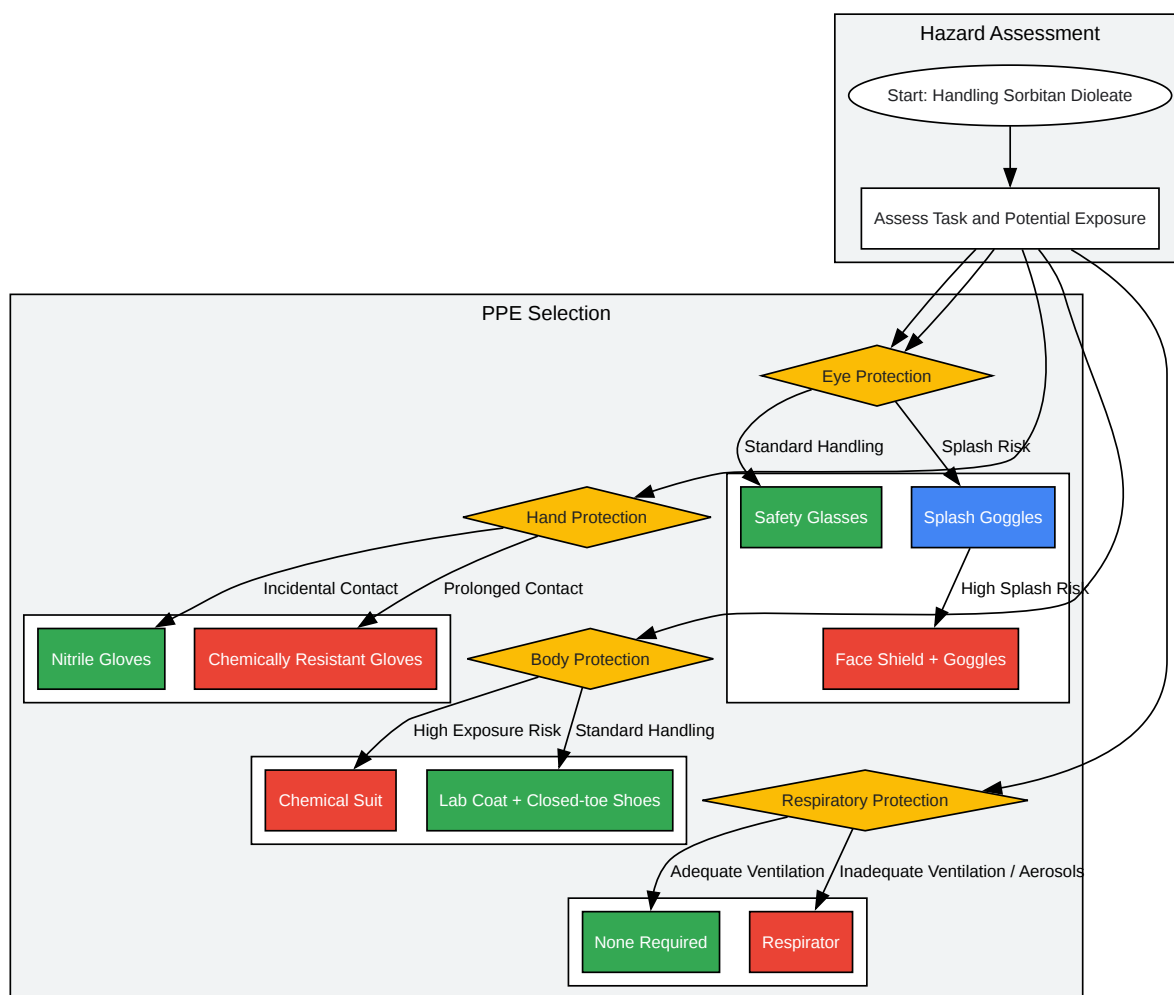 Hazard Assessment
Start: Handling Sorbitan Dioleate
Assess Task and Potential Exposure
PPE Selection
Eye Protection
Standard Handling
Splash Risk
Safety Glasses
Splash Goggles
Hand Protection
Incidental Contact
Prolonged Contact
High Splash Risk
Nitrile Gloves
Chemically Resistant Gloves
Body Protection
Face Shield + Goggles
High Exposure Risk
Standard Handling
Chemical Suit
Lab Coat + Closed-toe Shoes
Respiratory Protection
Adequate Ventilation
Inadequate Ventilation / Aerosols
None Required
Respirator